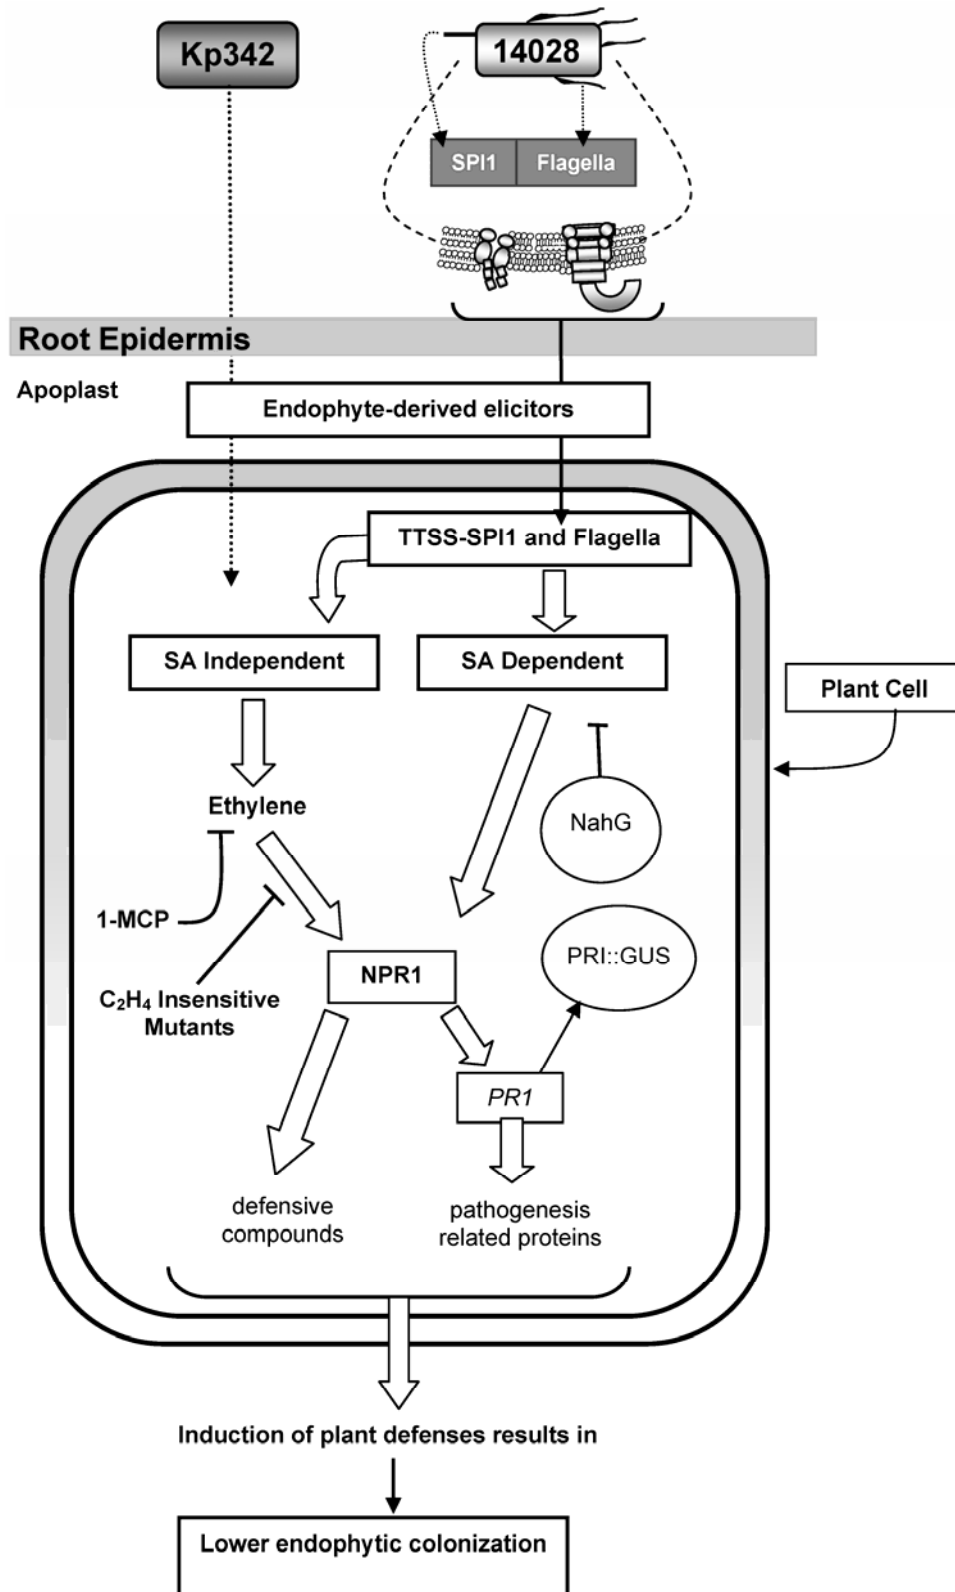 Kp342
14028
SPI1
Flagella
Root Epidermis
Apoplast
Endophyte-derived elicitors
TTSS-SPI1 and Flagella
SA Independent
SA Dependent
Plant Cell
Ethylene
NahG
1-MCP
PRI::GUS
NPR1
C₂H₄ Insensitive
Mutants
PR1
defensive
compounds
pathogenesis
related proteins
Induction of plant defenses results in
Lower endophytic colonization